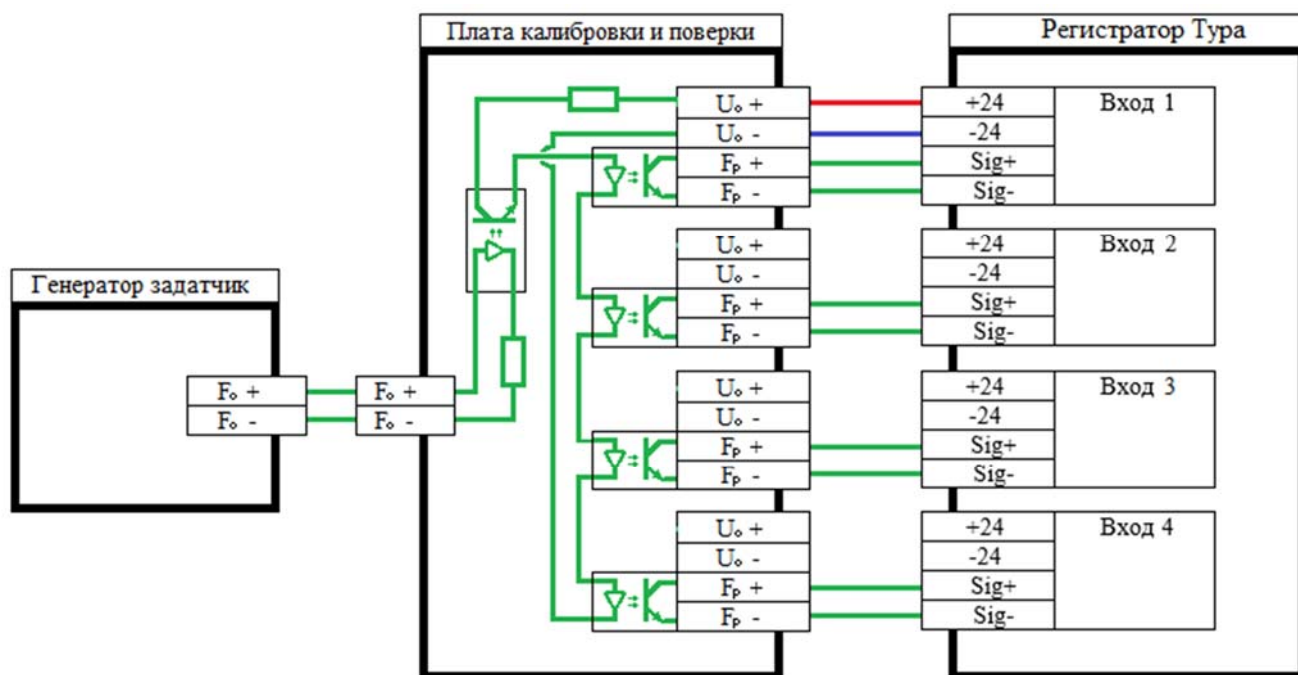 Плата калибровки и поверки
Регистратор Тура
Uₒ +
Uₒ -
Fₚ +
Fₚ -
+24
-24
Sig+
Sig-
Вход 1
Uₒ +
Uₒ -
Fₚ +
Fₚ -
+24
-24
Sig+
Sig-
Вход 2
Генератор задатчик
Fₒ +
Fₒ -
Fₒ +
Fₒ -
Uₒ +
Uₒ -
Fₚ +
Fₚ -
+24
-24
Sig+
Sig-
Вход 3
Uₒ +
Uₒ -
Fₚ +
Fₚ -
+24
-24
Sig+
Sig-
Вход 4